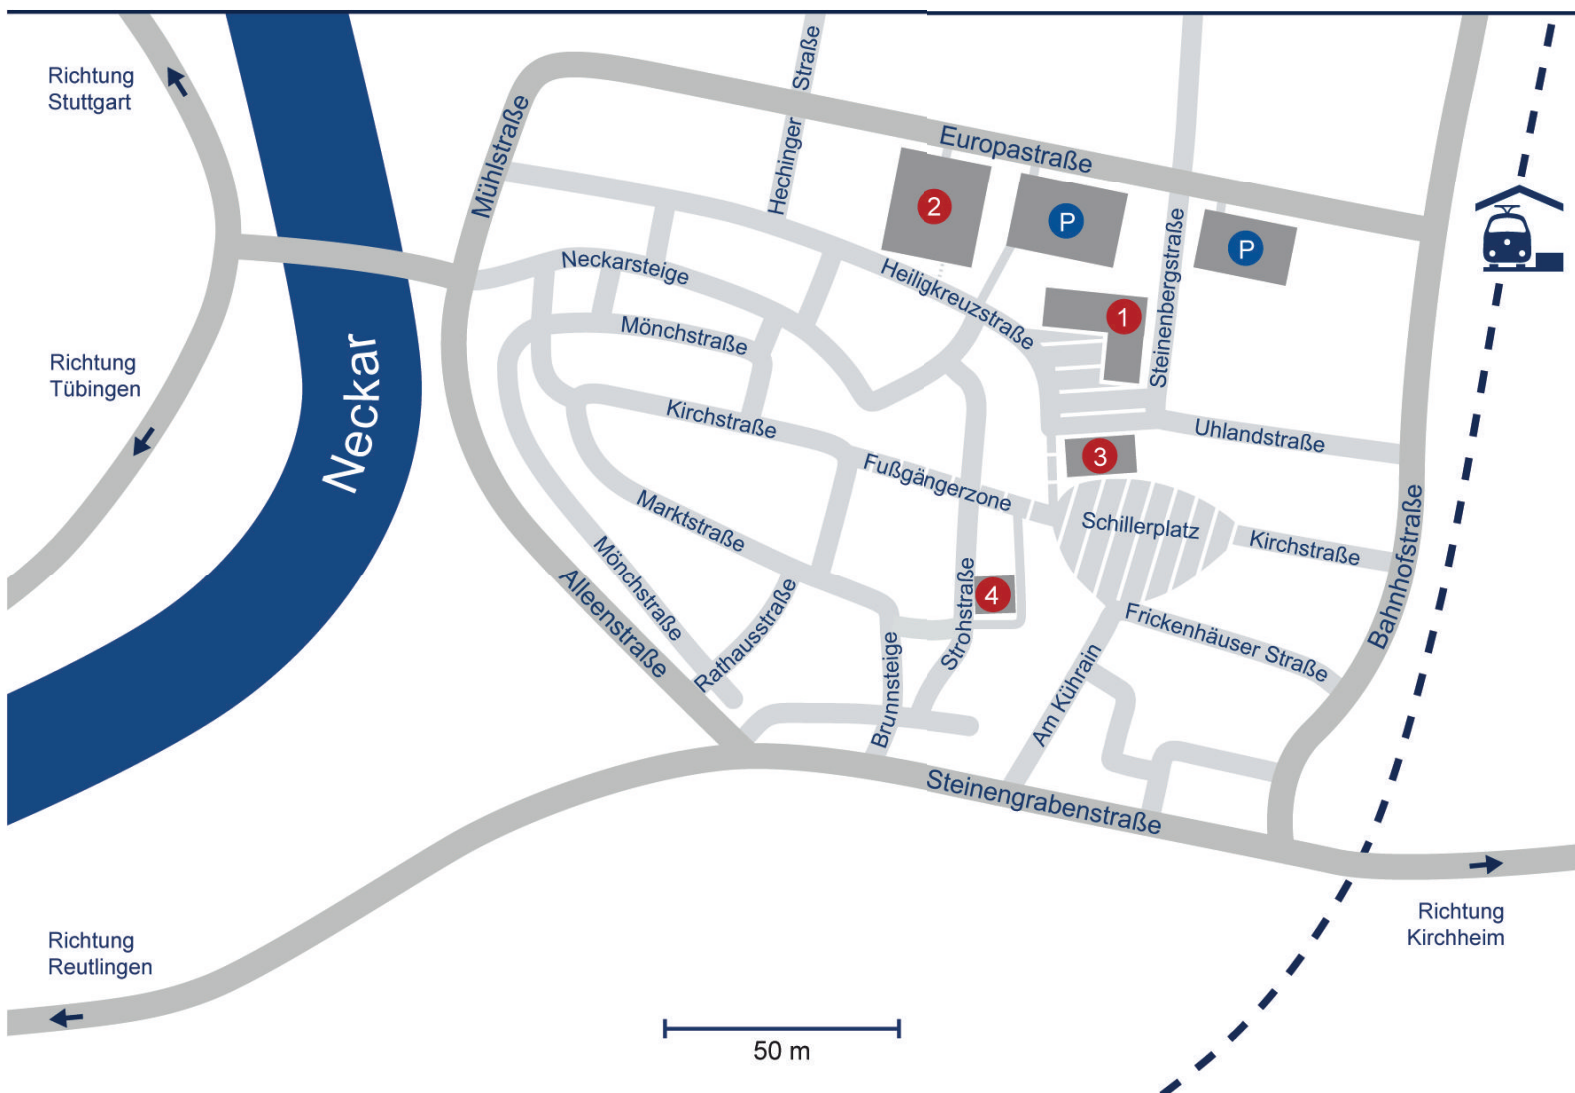 Richtung
Stuttgart
Hechinger Straße
Mühlstraße
Europastraße
2
P
P
Neckarsteige
Heiligkreuzstraße
1
Steinenbergstraße
Mönchstraße
Richtung
Tübingen
Neckar
Kirchstraße
Uhlandstraße
3
Fußgängerzone
Marktstraße
Schillerplatz
Kirchstraße
Bahnhofstraße
Mönchstraße
Alleenstraße
4
Strohstraße
Rathausstraße
Frickenhäuser Straße
Brunnsteige
Am Kührain
Steinengrabenstraße
Richtung
Kirchheim
Richtung
Reutlingen
50 m